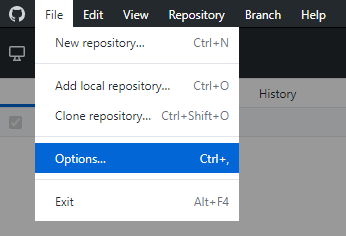 File Edit View Repository Branch Help
New repository... Ctrl+N
Add local repository... Ctrl+O
Clone repository... Ctrl+Shift+O
History
Options... Ctrl+,
Exit Alt+F4